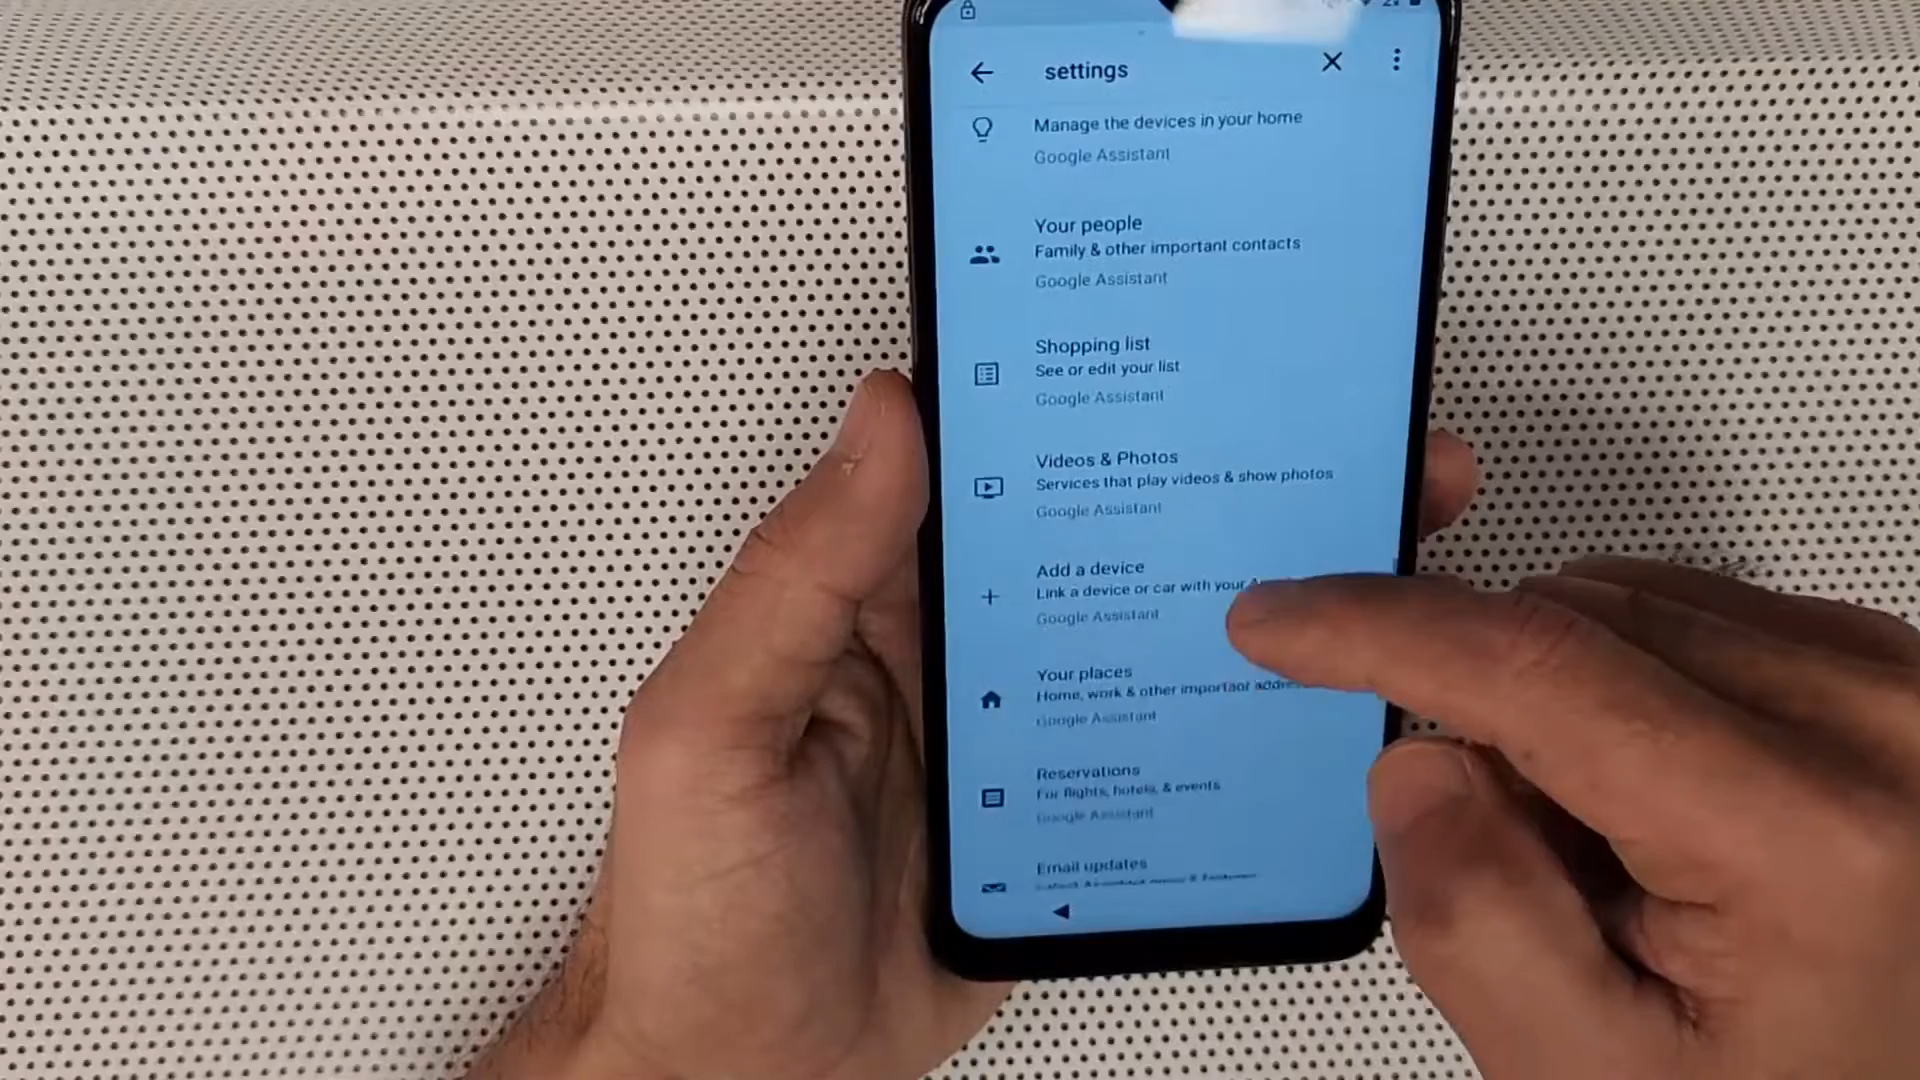 settings
Manage the devices in your home
Google Assistant
Your people
Family & other important contacts
Google Assistant
Shopping list
See or edit your list
Google Assistant
Videos & Photos
Services that play videos & show photos
Google Assistant
Add a device
Link a device or car with your
Google Assistant
Your places
Home, work & other important
Google Assistant
Reservations
For flights, hotels, & events
Google Assistant
Email updates